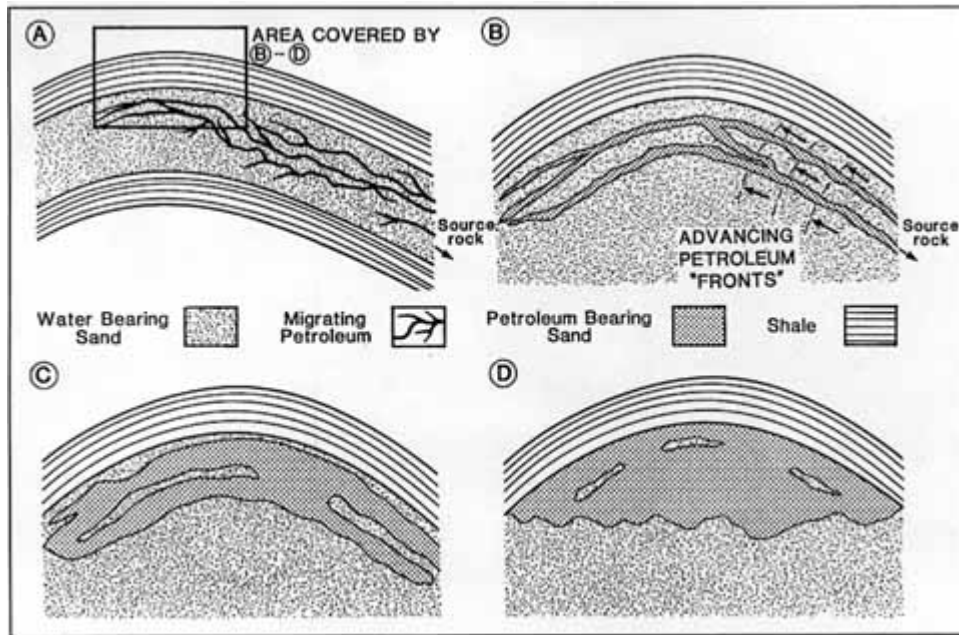 A
AREA COVERED BY
B - D
B
Source
rock
ADVANCING
PETROLEUM
"FRONTS"
Source
rock
Water Bearing
Sand
Migrating
Petroleum
Petroleum Bearing
Sand
Shale
C
D